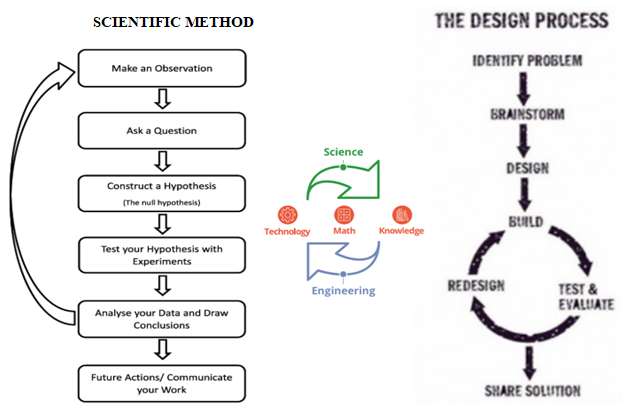 SCIENTIFIC METHOD
Make an Observation
Ask a Question
Construct a Hypothesis
(The null hypothesis)
Test your Hypothesis with
Experiments
Analyse your Data and Draw
Conclusions
Future Actions/ Communicate
your Work
Science
Technology
Math
Knowledge
Engineering
THE DESIGN PROCESS
IDENTIFY PROBLEM
BRAINSTORM
DESIGN
BUILD
REDESIGN
TEST &
EVALUATE
SHARE SOLUTION